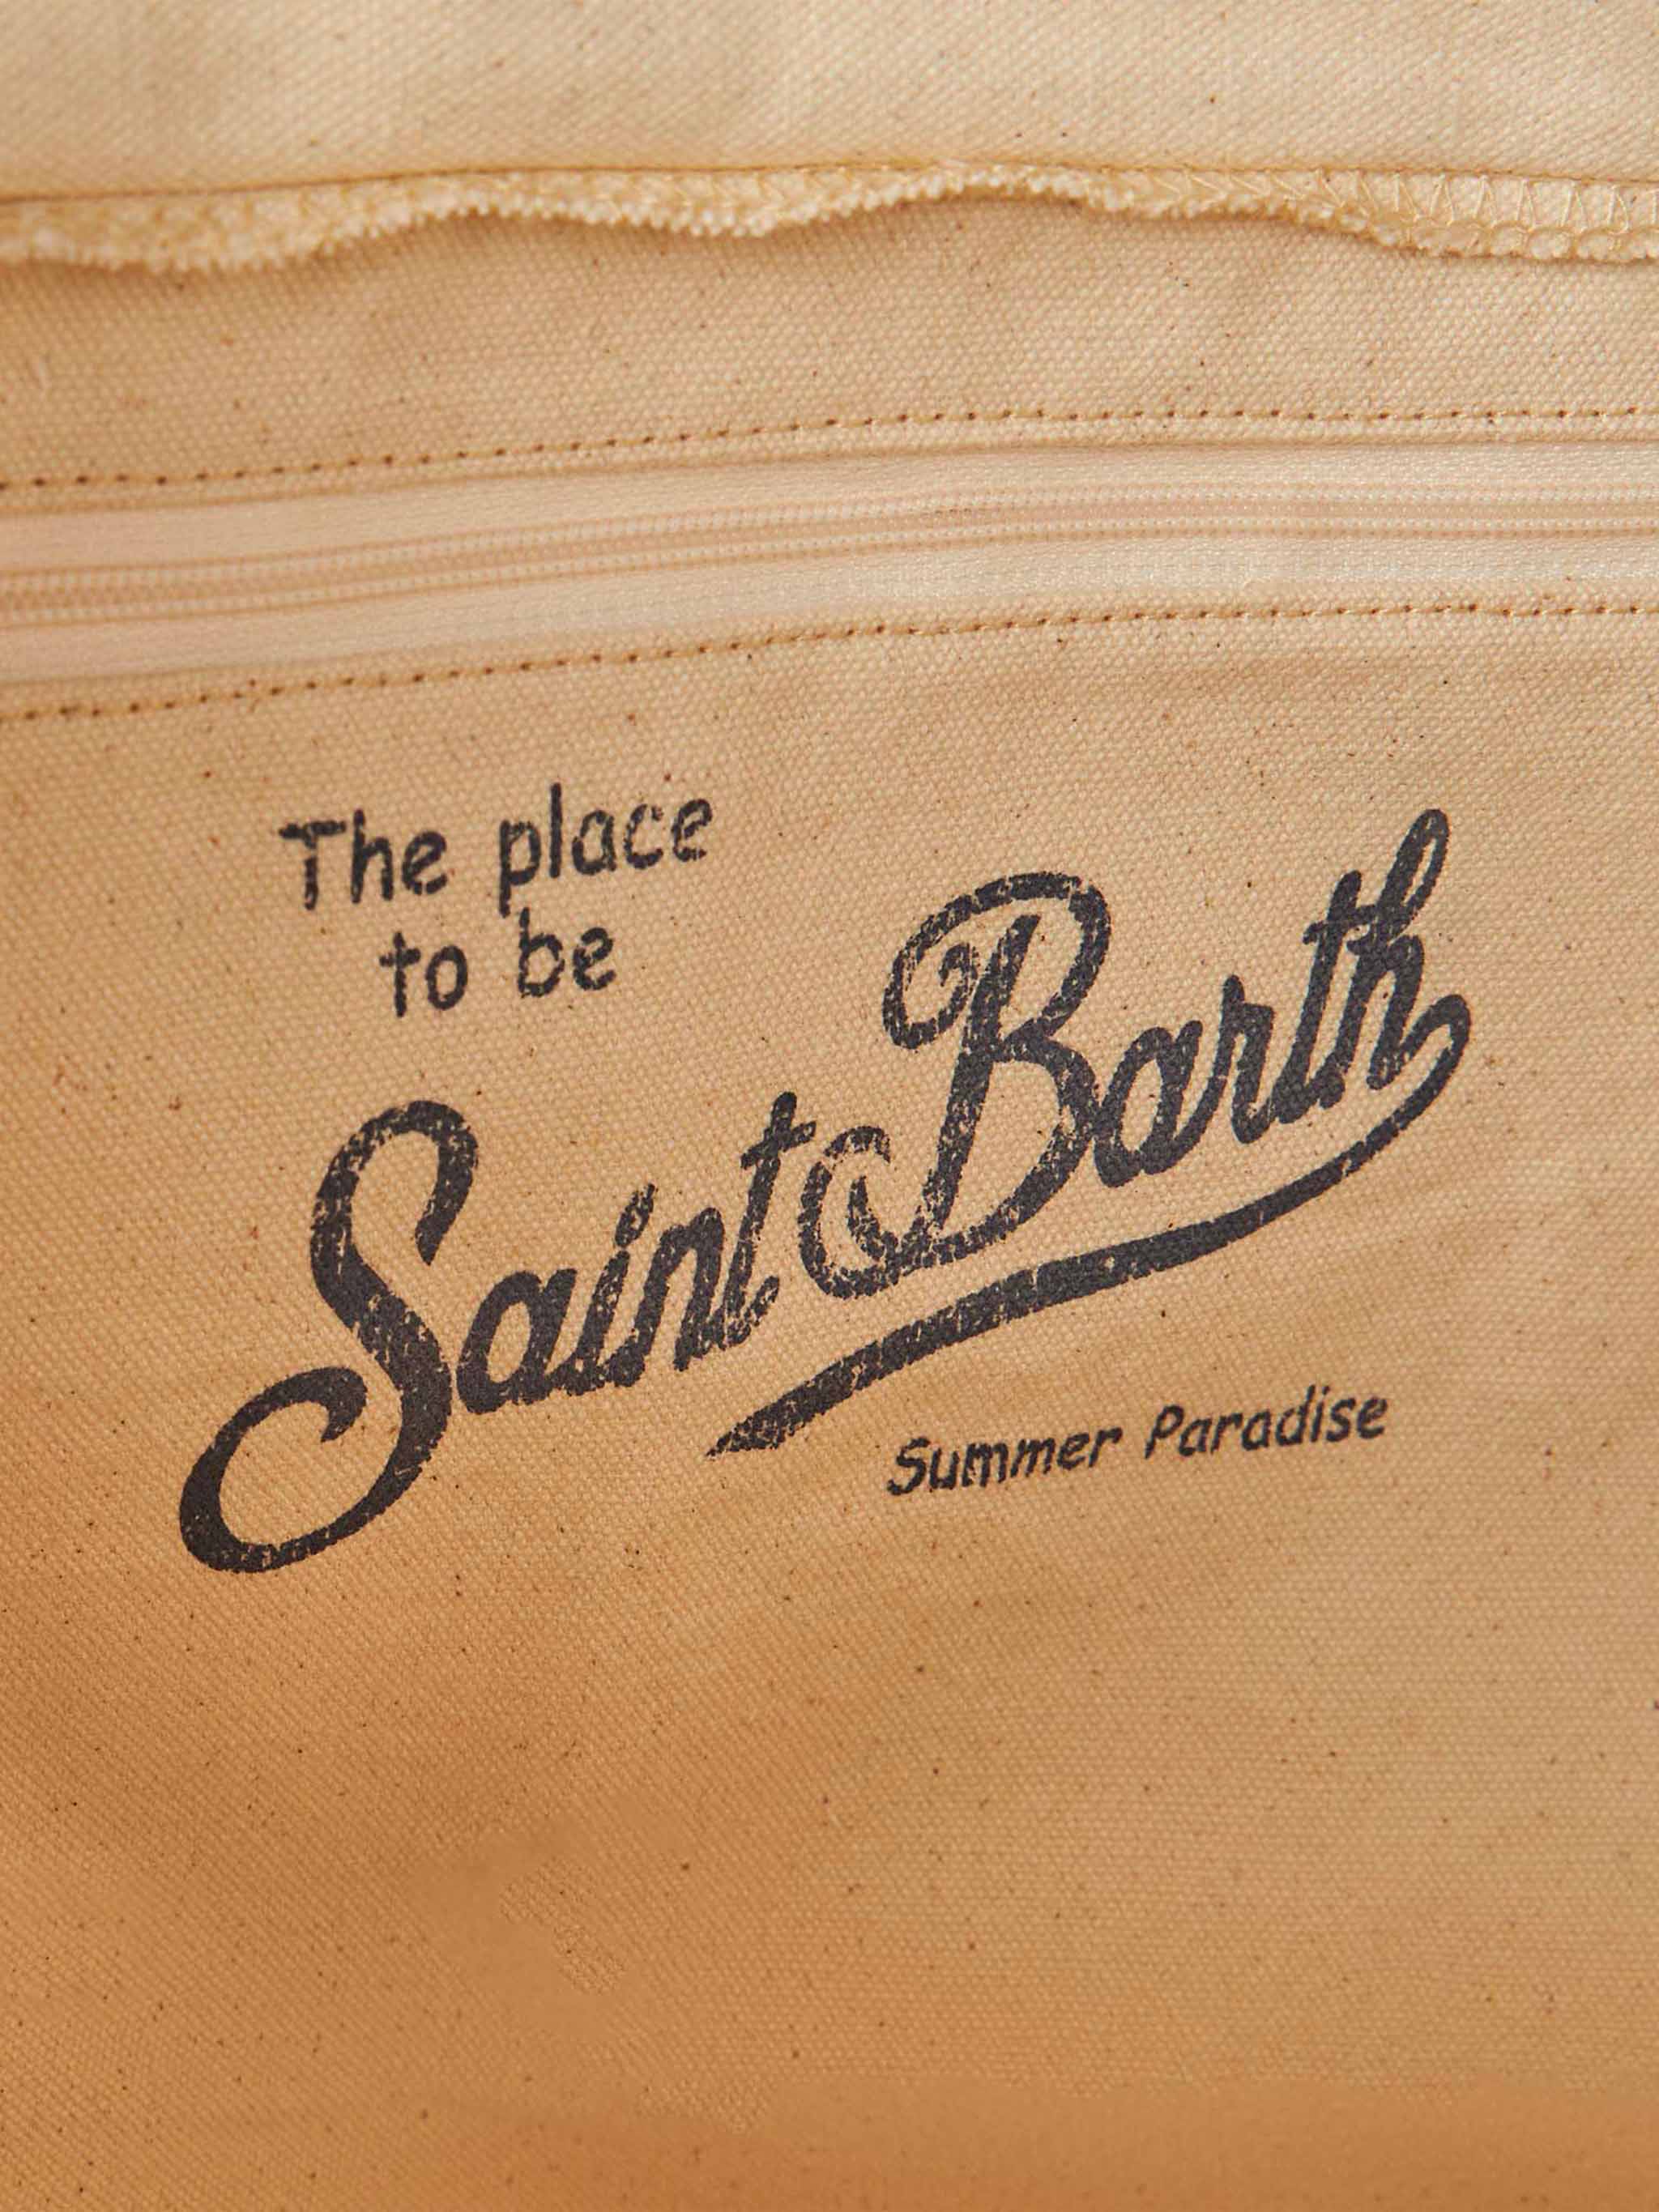 The place
to be
Saint Barth
Summer Paradise